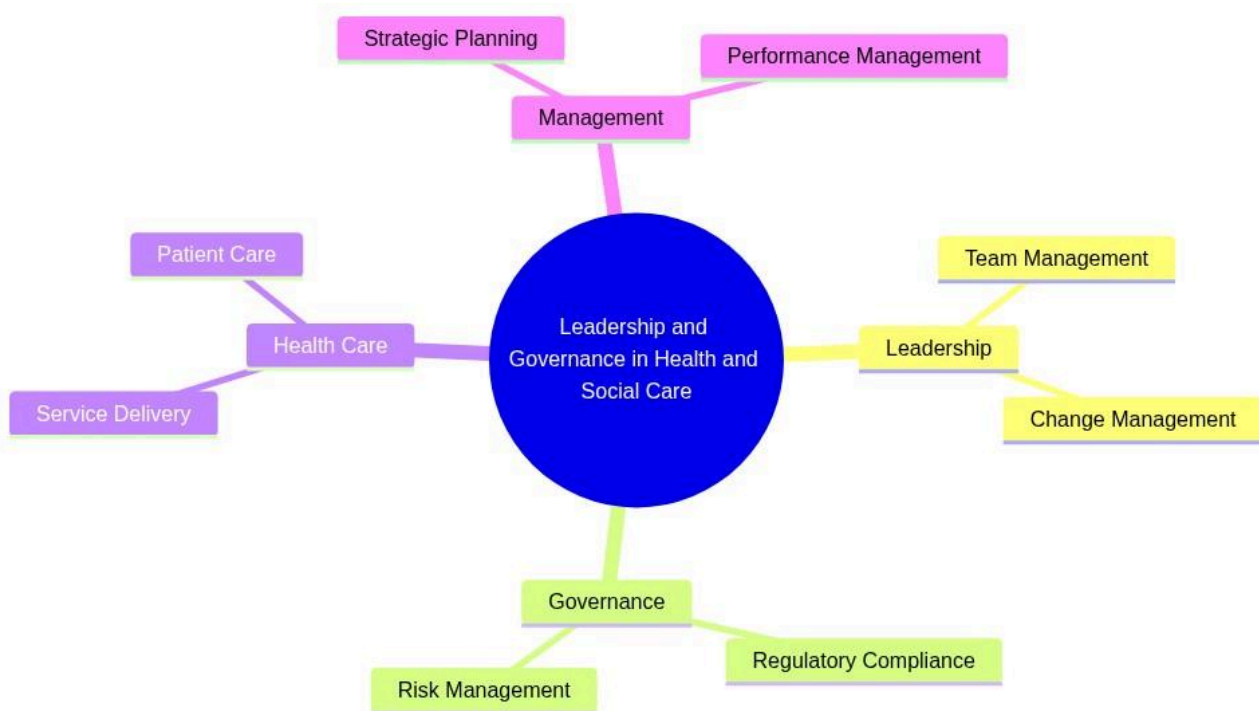 Strategic Planning
Performance Management
Management
Patient Care
Team Management
Leadership and
Governance in Health and
Social Care
Health Care
Leadership
Service Delivery
Change Management
Governance
Regulatory Compliance
Risk Management